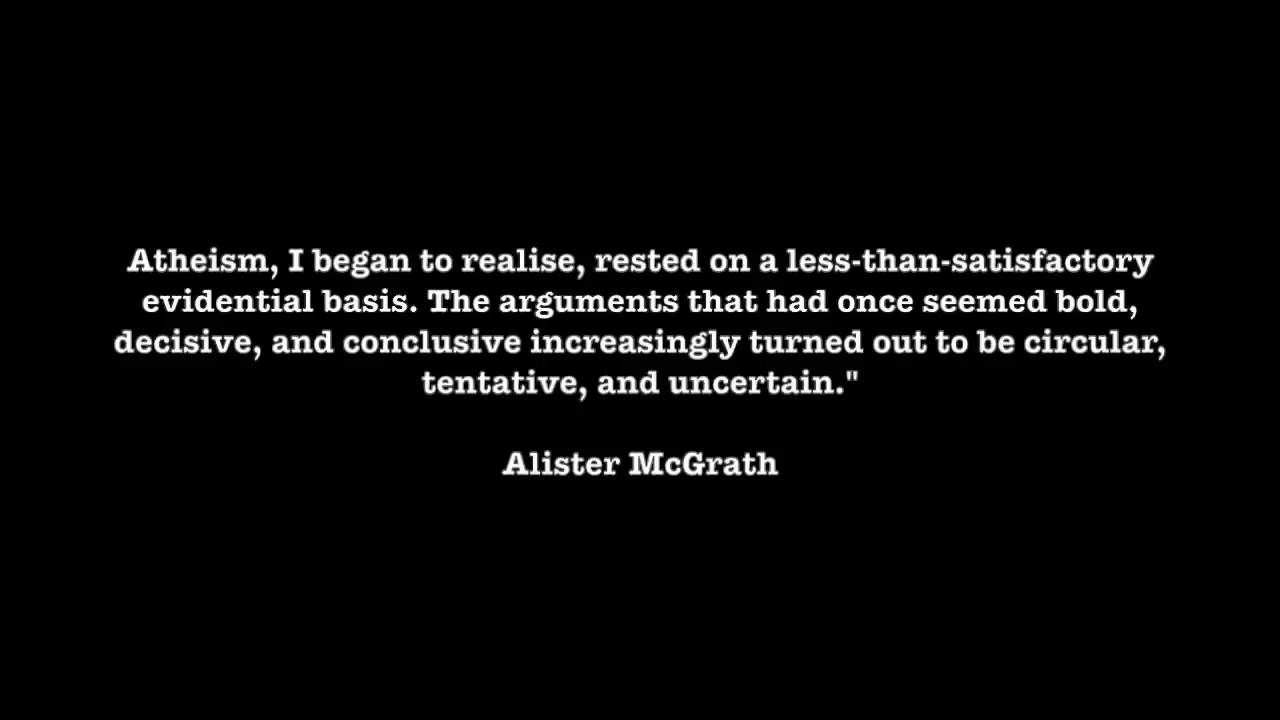 Atheism, I began to realise, rested on a less-than-satisfactory
evidential basis. The arguments that had once seemed bold,
decisive, and conclusive increasingly turned out to be circular,
tentative, and uncertain."
Alister McGrath